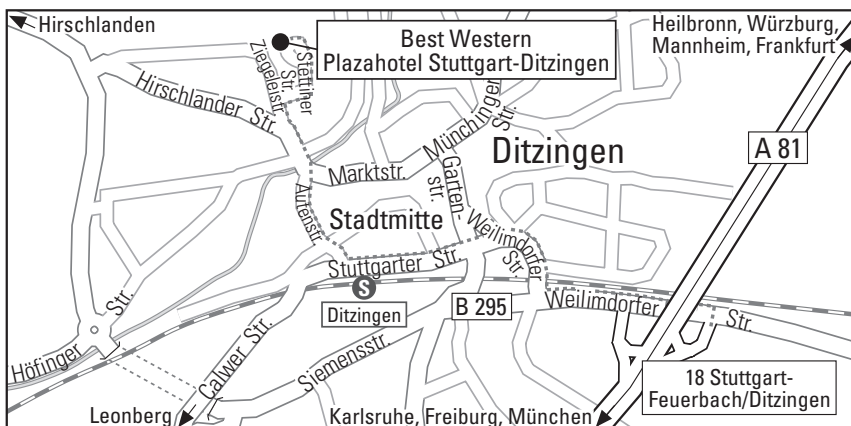 Hirschlanden
Best Western
Plazahotel Stuttgart-Ditzingen
Heilbronn, Würzburg,
Mannheim, Frankfurt
Ziegeleistr.
Stettiner
Str.
Hirschlander Str.
Münchinger
Str.
Ditzingen
A 81
Marktstr.
Garten-
str.
Autenstr.
Stadtmitte
Weilimdorfer
Str.
Stuttgarter Str.
S
Ditzingen
B 295
Weilimdorfer Str.
Höfinger Str.
Calwer Str.
Siemensstr.
18 Stuttgart-
Feuerbach/Ditzingen
Leonberg
Karlsruhe, Freiburg, München